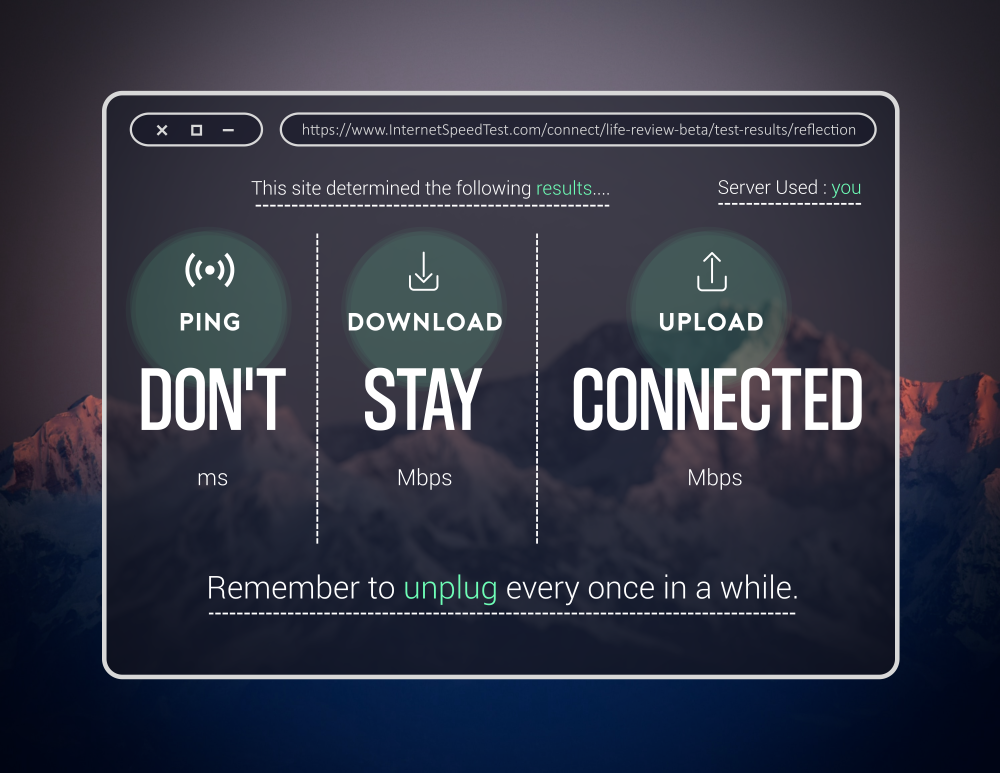 https://www.InternetSpeedTest.com/connect/life-review-beta/test-results/reflection
This site determined the following results....
Server Used : you
PING
DOWNLOAD
UPLOAD
DON'T
STAY
CONNECTED
ms
Mbps
Mbps
Remember to unplug every once in a while.